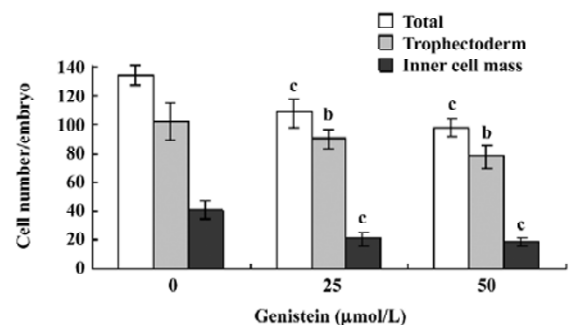 Total
Trophectoderm
Inner cell mass
Cell number/embryo
140
120
100
80
60
40
20
0
c
b
c
c
b
c
0 25 50
Genistein (μmol/L)